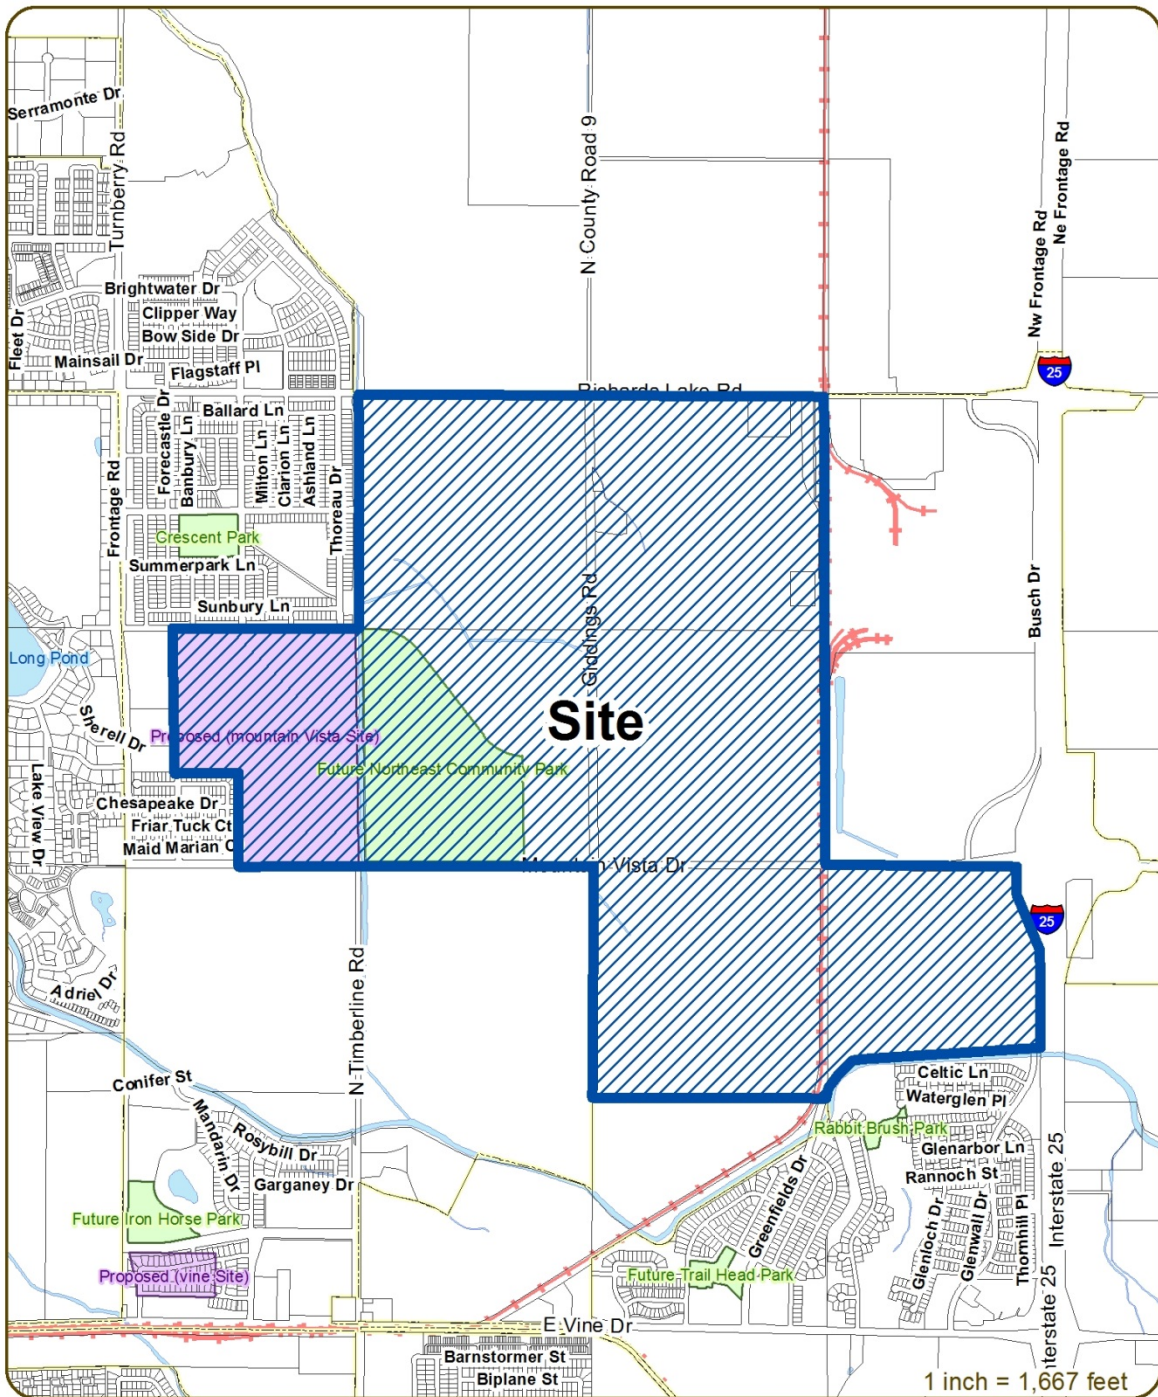 Serramonte Dr
Turnberry Rd
N County Road 9
Ne Frontage Rd
Nw Frontage Rd
Brightwater Dr
Clipper Way
Bow Side Dr
Fleet Dr
Mainsail Dr
Flagstaff Pl
25
Richards Lake Rd
Forecastle Dr
Banbury Ln
Ballard Ln
Milton Ln
Clarion Ln
Ashland Ln
Thoreau Dr
Frontage Rd
Crescent Park
Summerpark Ln
Sunbury Ln
Giddings Rd
Busch Dr
Long Pond
Sherell Dr
Site
Proposed (mountain Vista Site)
Future Northeast Community Park
Lake View Dr
Chesapeake Dr
Friar Tuck Ct
Maid Marian C
Mountain Vista Dr
25
Adriel Dr
N Timberline Rd
Conifer St
Mandarin Dr
Rosybill Dr
Garganey Dr
Celtic Ln
Waterglen Pl
Rabbit Brush Park
Glenarbor Ln
Rannoch St
Greenfields Dr
Glenloch Dr
Glenwall Dr
Thornhill Pl
Interstate 25
Future Iron Horse Park
Proposed (vine Site)
Future Trail Head Park
Interstate 25
E Vine Dr
Barnstormer St
Biplane St
1 inch = 1,667 feet